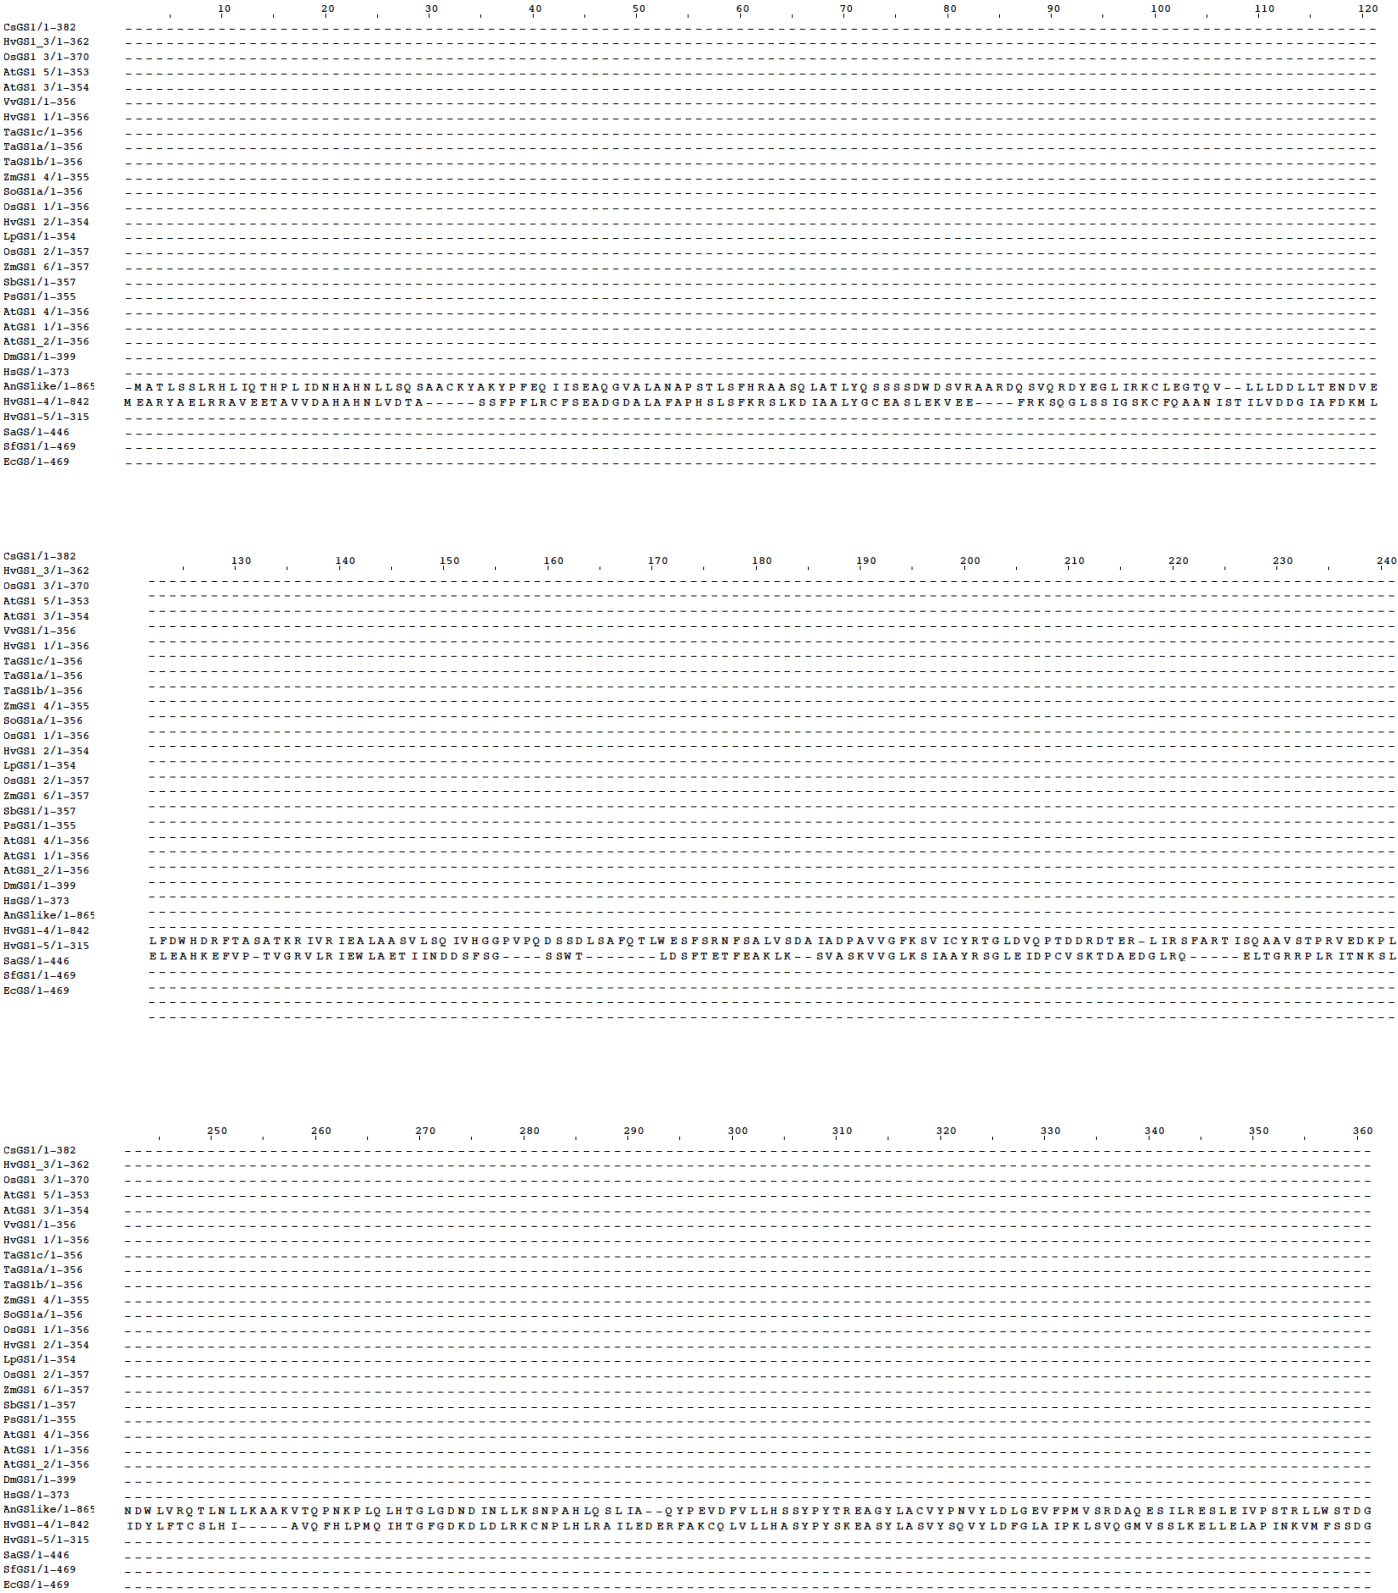 10 20 30 40 50 60 70 80 90 100 110 120
CsGS1/1-382
HvGS1_3/1-362
OsGS1 3/1-370
AtGS1 5/1-353
AtGS1 3/1-354
VvGS1/1-356
HvGS1 1/1-356
TaGS1c/1-356
TaGS1a/1-356
TaGS1b/1-356
ZmGS1 4/1-355
SoGS1a/1-356
OsGS1 1/1-356
HvGS1 2/1-354
LpGS1/1-354
OsGS1 2/1-357
ZmGS1 6/1-357
SbGS1/1-357
PsGS1/1-355
AtGS1 4/1-356
AtGS1 1/1-356
AtGS1_2/1-356
DmGS1/1-399
HsGS/1-373
AnGSlike/1-865 -MATLSSLRHLIQTHPLIDNHAHNLLSQSAACKYAKYPFEQIISEAQGVALANAPSTLSFHRAASQLATLYQSSSSDWDSVRAARDQSVQRDYEGLIRKCLEGTQV--LLLDDLLTENDVE
HvGS1-4/1-842 MEARYAELRRAVEETAVVDAHAHNLVDTA-----SSFPFLRCFSEADGDALAFAPHSLSFKRSLKDIAALYGCEASLEKVEE----FRKSQGLSSIGSKCFQAANISTILVDDGIAFDKML
HvGS1-5/1-315
SaGS/1-446
SfGS1/1-469
EcGS/1-469
130 140 150 160 170 180 190 200 210 220 230 240
CsGS1/1-382
HvGS1_3/1-362
OsGS1 3/1-370
AtGS1 5/1-353
AtGS1 3/1-354
VvGS1/1-356
HvGS1 1/1-356
TaGS1c/1-356
TaGS1a/1-356
TaGS1b/1-356
ZmGS1 4/1-355
SoGS1a/1-356
OsGS1 1/1-356
HvGS1 2/1-354
LpGS1/1-354
OsGS1 2/1-357
ZmGS1 6/1-357
SbGS1/1-357
PsGS1/1-355
AtGS1 4/1-356
AtGS1 1/1-356
AtGS1_2/1-356
DmGS1/1-399
HsGS/1-373
AnGSlike/1-865
HvGS1-4/1-842
LFDWHDRFTASATKRIVRIEALAASVLSQIVHGGPVPQDSSDLSAFQTLWESFSRNFSALVSDAIADPAVVGFKSVICYRTGLDVQPTDDRDTER-LIRSFARTISQAAVSTPRVEDKPL
HvGS1-5/1-315
ELEAHKEFVP-TVGRVLRIEWLAETIINDDSFSG----SSWT-------LDSFTETFEAKLK--SVASKVVGLKSIAAYRSGLEIDPCVSKTDAEDGLRQ-----ELTGRRPLRITNKSL
SaGS/1-446
SfGS1/1-469
EcGS/1-469
250 260 270 280 290 300 310 320 330 340 350 360
CsGS1/1-382
HvGS1_3/1-362
OsGS1 3/1-370
AtGS1 5/1-353
AtGS1 3/1-354
VvGS1/1-356
HvGS1 1/1-356
TaGS1c/1-356
TaGS1a/1-356
TaGS1b/1-356
ZmGS1 4/1-355
SoGS1a/1-356
OsGS1 1/1-356
HvGS1 2/1-354
LpGS1/1-354
OsGS1 2/1-357
ZmGS1 6/1-357
SbGS1/1-357
PsGS1/1-355
AtGS1 4/1-356
AtGS1 1/1-356
AtGS1_2/1-356
DmGS1/1-399
HsGS/1-373
AnGSlike/1-865 NDWLVRQTLNLLKAAKVTQPNKPLQLHTGLGDNDINLLKSNPAHLQSLIA--QYPEVDFVLLHSSYPYTREAGYLACVYPNVYLDLGEVFPMVSRDAQESILRESLEIVPSTRLLWSTDG
HvGS1-4/1-842 IDYLFTCSLHI-----AVQFHLPMQIHTGFGDKDLDLRKCNPLHLRAILEDERFAKCQLVLLHASYPYSKEASYLASVYSQVYLDFGLAIPKLSVQGMVSSLKELLELAPINKVMFSSDG
HvGS1-5/1-315
SaGS/1-446
SfGS1/1-469
EcGS/1-469